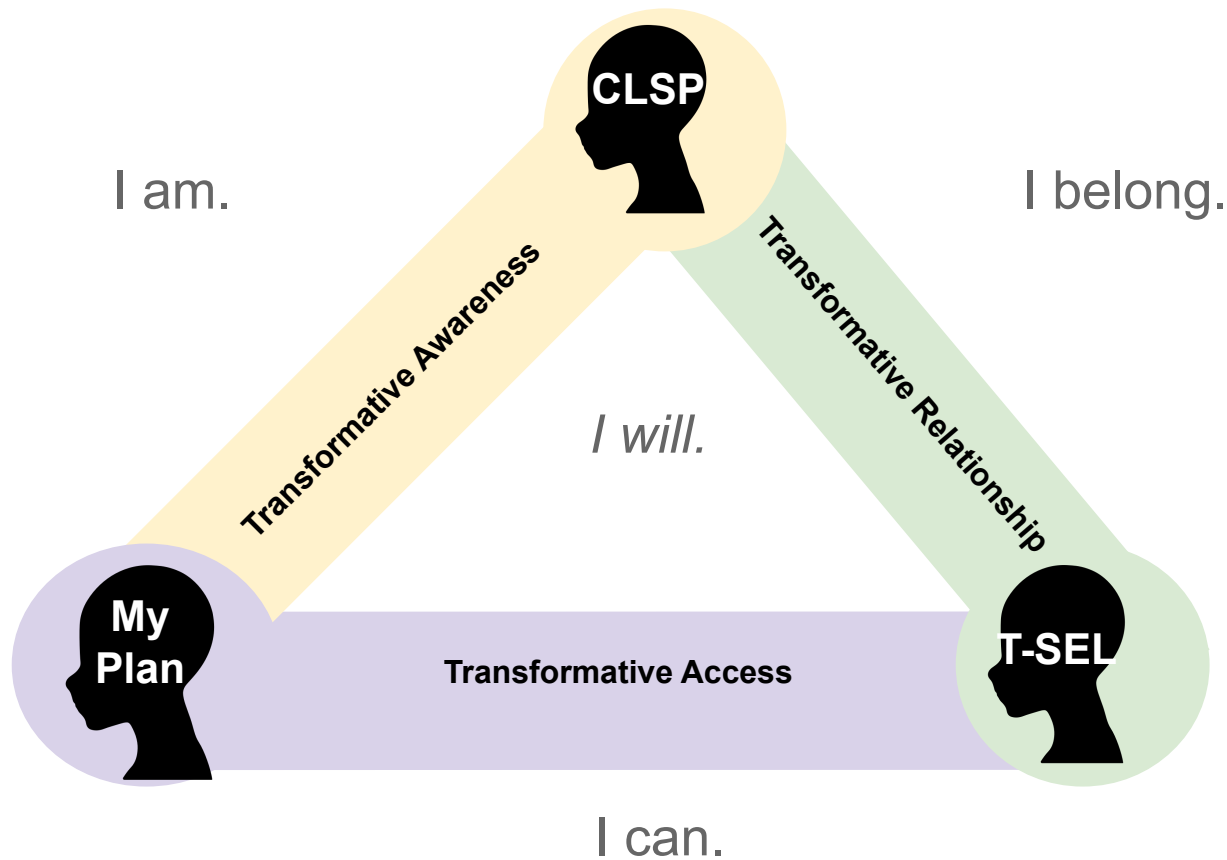 CLSP
I am.
I belong.
Transformative Awareness
Transformative Relationship
I will.
My
Plan
Transformative Access
T-SEL
I can.